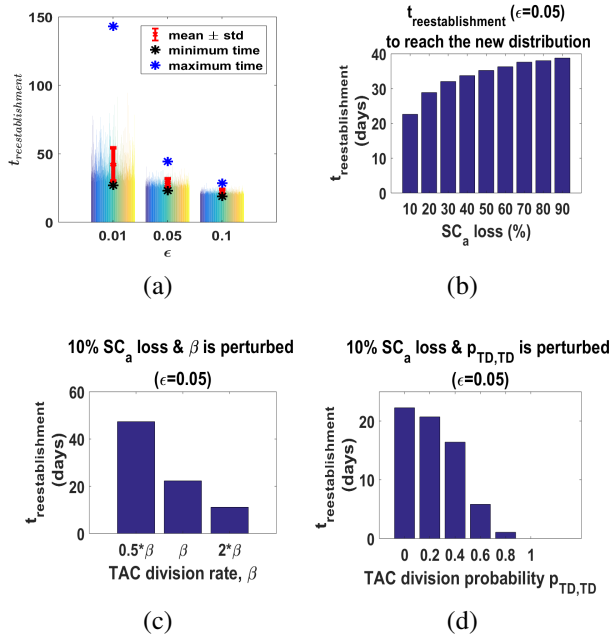 150
100
50
0
t_reestablishment
mean ± std
minimum time
maximum time
0.01 0.05 0.1
ϵ
(a)
t_reestablishment (ϵ=0.05)
to reach the new distribution
40
30
20
10
0
t_reestablishment
(days)
10 20 30 40 50 60 70 80 90
SC_a loss (%)
(b)
10% SC_a loss & β is perturbed
(ϵ=0.05)
60
40
20
0
t_reestablishment
(days)
0.5*β β 2*β
TAC division rate, β
(c)
10% SC_a loss & p_TD,TD is perturbed
(ϵ=0.05)
20
10
0
t_reestablishment
(days)
0 0.2 0.4 0.6 0.8 1
TAC division probability p_TD,TD
(d)